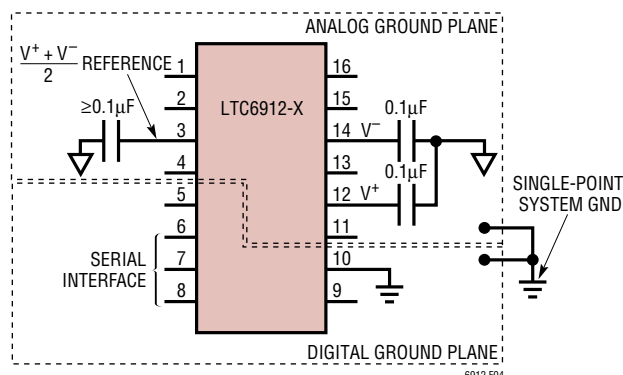 ANALOG GROUND PLANE
V+ + V−
2
REFERENCE
≥0.1µF
LTC6912-X
1
2
3
4
5
6
7
8
16
15
14 V−
13
12 V+
11
10
9
0.1µF
0.1µF
SERIAL
INTERFACE
SINGLE-POINT
SYSTEM GND
DIGITAL GROUND PLANE
6912 F04